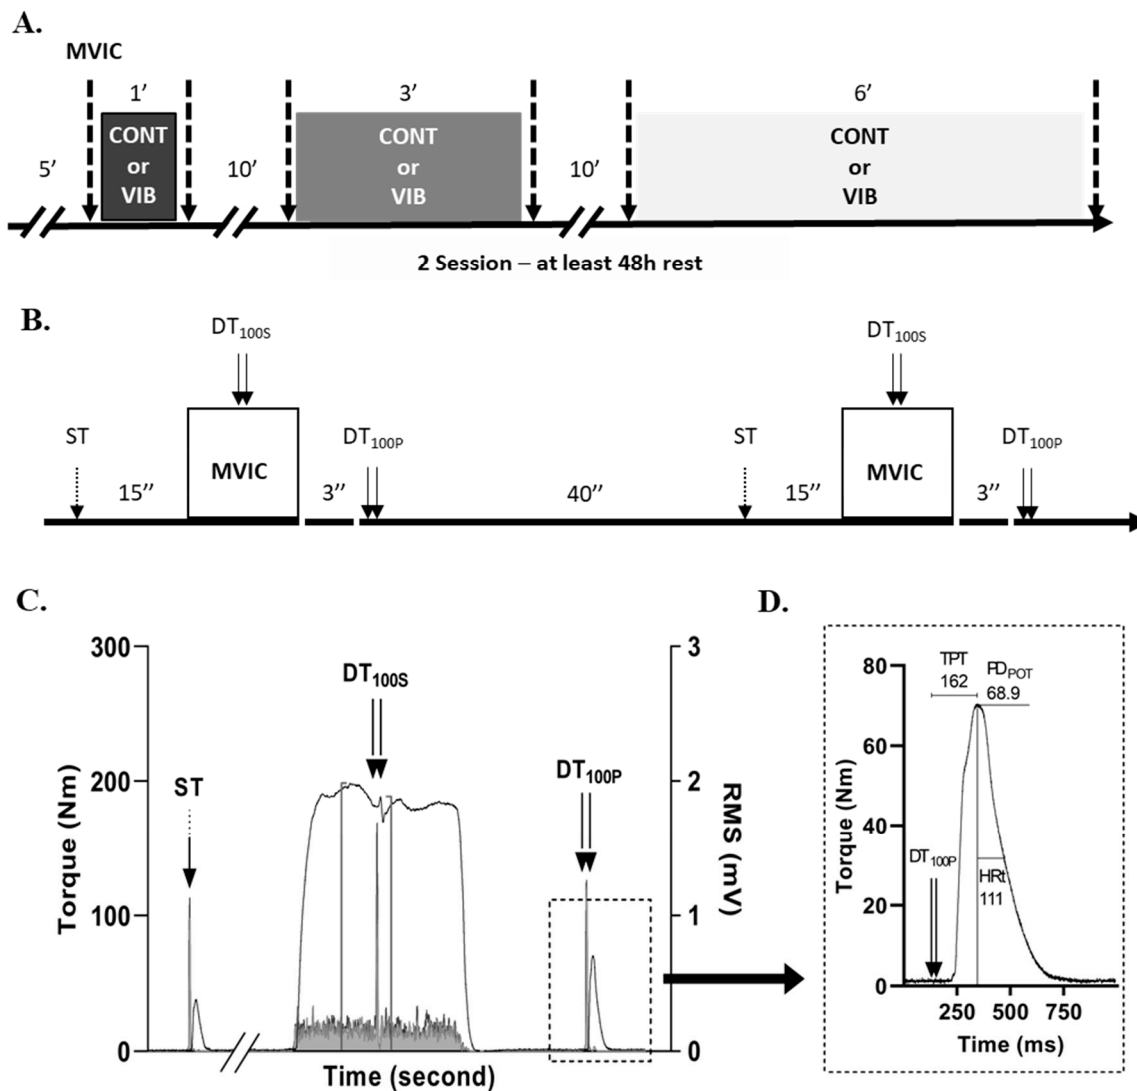 A.
MVIC
1’ 3’ 6’
CONT
or
VIB
CONT
or
VIB
CONT
or
VIB
5’ 10’ 10’
2 Session – at least 48h rest
B.
DT100S DT100S
ST DT100P ST DT100P
MVIC MVIC
15’’ 3’’ 40’’ 15’’ 3’’
C.
300
200
100
0
Torque (Nm)
ST
DT100S
DT100P
3
2
1
0
RMS (mV)
Time (second)
D.
80
60
40
20
0
Torque (Nm)
TPT
162
PDPOT
68.9
DT100P
HRt
111
250 500 750
Time (ms)